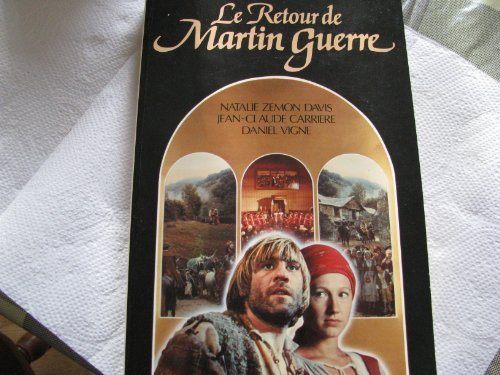 Le Retour de
Martin Guerre
NATALIE ZEMON DAVIS
JEAN-CLAUDE CARRIERE
DANIEL VIGNE